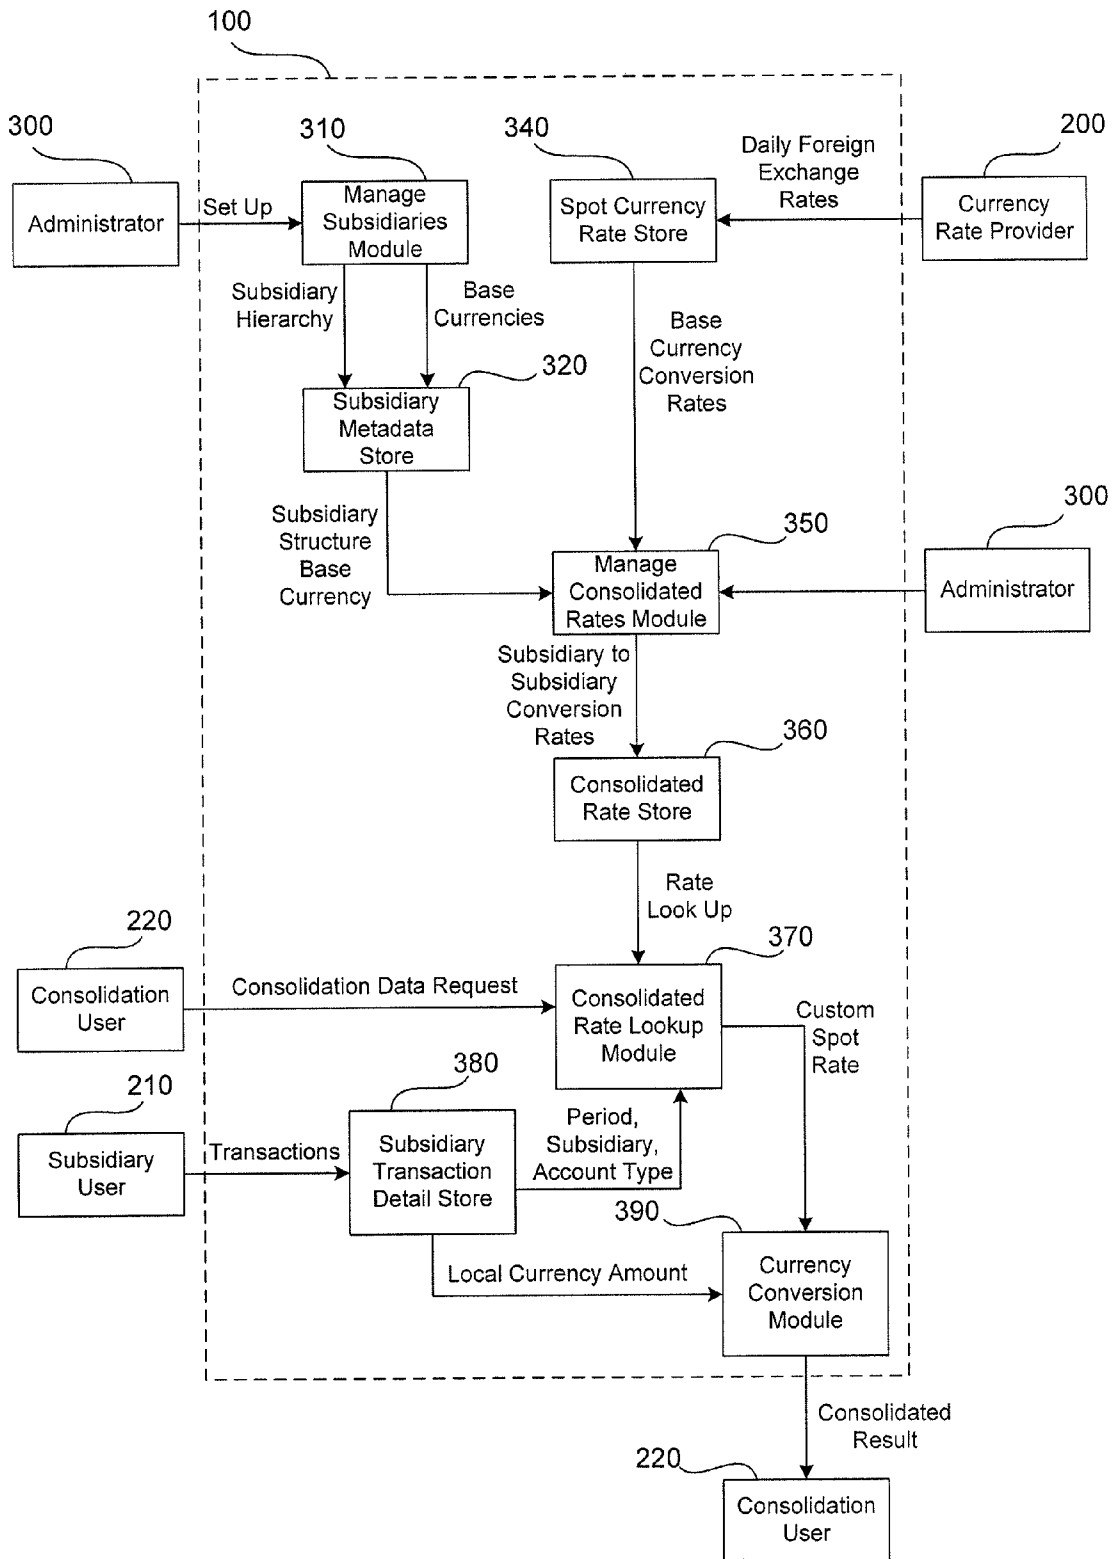 100
300
310
340
200
Administrator
Set Up
Manage
Subsidiaries
Module
Spot Currency
Rate Store
Daily Foreign
Exchange
Rates
Currency
Rate Provider
Subsidiary
Hierarchy
Base
Currencies
Base
Currency
Conversion
Rates
320
Subsidiary
Metadata
Store
Subsidiary
Structure
Base
Currency
350
300
Manage
Consolidated
Rates Module
Administrator
Subsidiary to
Subsidiary
Conversion
Rates
360
Consolidated
Rate Store
Rate
Look Up
220
370
Consolidation
User
Consolidation Data Request
Consolidated
Rate Lookup
Module
Custom
Spot
Rate
210
380
Subsidiary
User
Transactions
Subsidiary
Transaction
Detail Store
Period,
Subsidiary,
Account Type
390
Local Currency Amount
Currency
Conversion
Module
Consolidated
Result
220
Consolidation
User